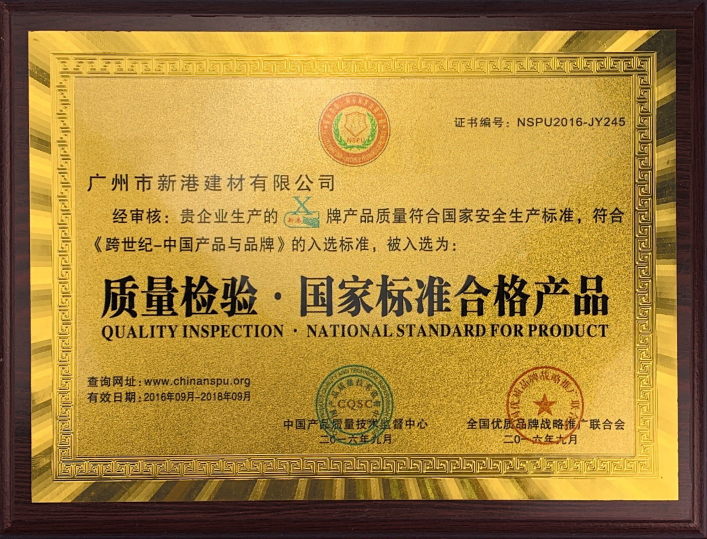 NSPU
证书编号：NSPU2016-JY245
广州市新港建材有限公司
经审核：贵企业生产的 X 新港 牌产品质量符合国家安全生产标准，符合
《跨世纪-中国产品与品牌》的入选标准，被入选为：
质量检验·国家标准合格产品
QUALITY INSPECTION · NATIONAL STANDARD FOR PRODUCT
查询网址：www.chinanspu.org
有效日期：2016年09月-2018年09月
CQSC
中国产品质量技术监督中心
二〇一六年九月
全国优质品牌战略推广联合会
二〇一六年九月